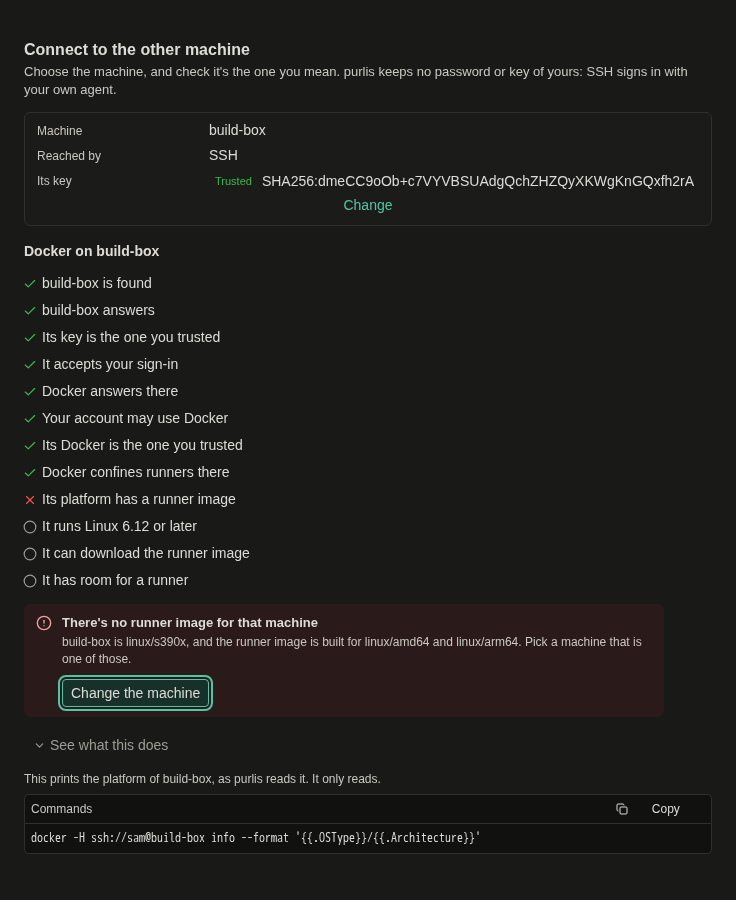 Connect to the other machine
Choose the machine, and check it's the one you mean. purlis keeps no password or key of yours: SSH signs in with
your own agent.
Machine build-box
Reached by SSH
Its key Trusted SHA256:dmeCC9oOb+c7VYVBSUAdgQchZHZQyXKWgKnGQxfh2rA
Change
Docker on build-box
build-box is found
build-box answers
Its key is the one you trusted
It accepts your sign-in
Docker answers there
Your account may use Docker
Its Docker is the one you trusted
Docker confines runners there
Its platform has a runner image
It runs Linux 6.12 or later
It can download the runner image
It has room for a runner
There's no runner image for that machine
build-box is linux/s390x, and the runner image is built for linux/amd64 and linux/arm64. Pick a machine that is
one of those.
Change the machine
See what this does
This prints the platform of build-box, as purlis reads it. It only reads.
Commands Copy
docker -H ssh://sam@build-box info --format '{{.OSType}}/{{.Architecture}}'